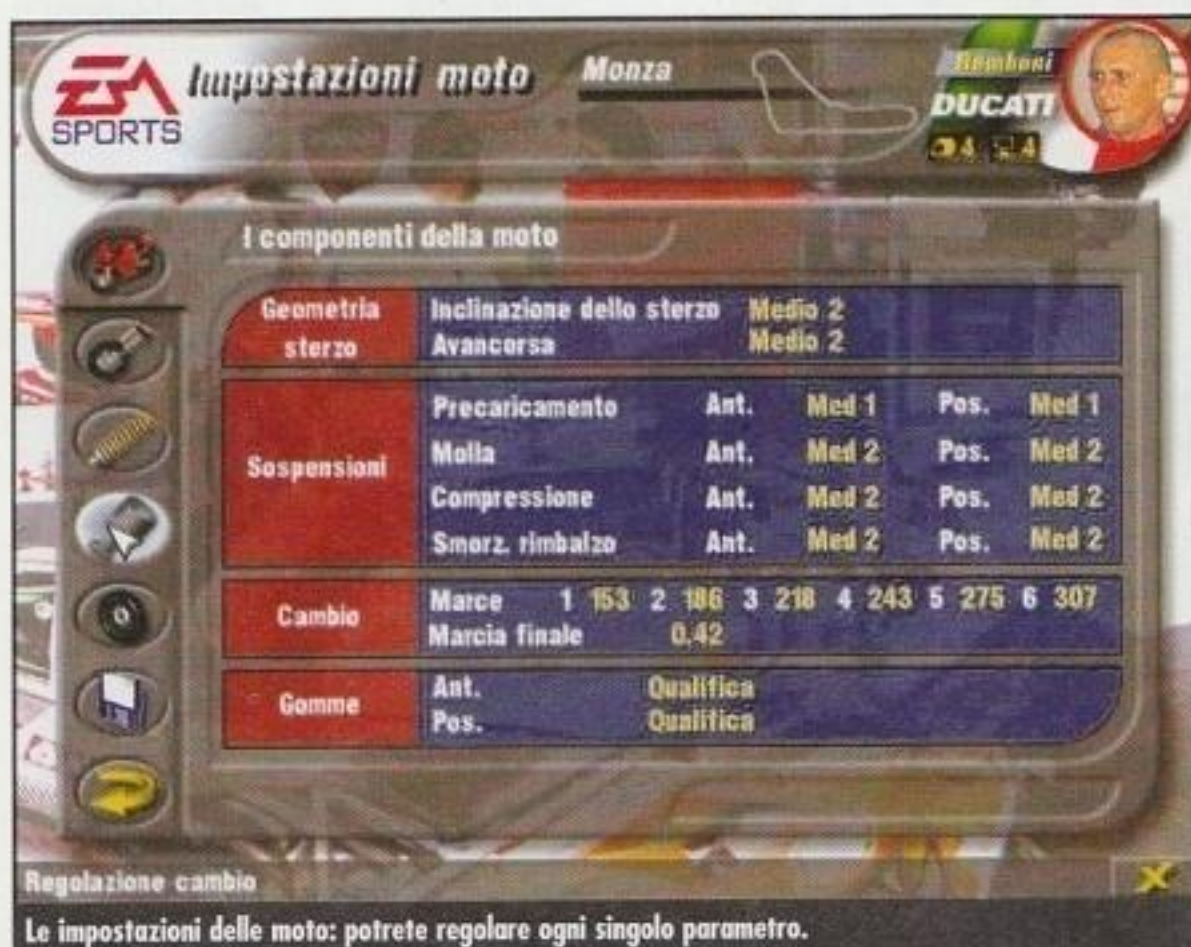 EA
SPORTS
Impostazioni moto Monza
DUCATI
4 4
I componenti della moto
Geometria sterzo
Inclinazione dello sterzo Medio 2
Avancorsa Medio 2
Sospensioni
Precaricamento Ant. Med 1 Pos. Med 1
Molla Ant. Med 2 Pos. Med 2
Compressione Ant. Med 2 Pos. Med 2
Smorz. rimbalzo Ant. Med 2 Pos. Med 2
Cambio
Marce 1 153 2 186 3 218 4 243 5 275 6 307
Marcia finale 0,42
Gomme
Ant. Qualifica
Pos. Qualifica
Regolazione cambio
Le impostazioni delle moto: potrete regolare ogni singolo parametro.